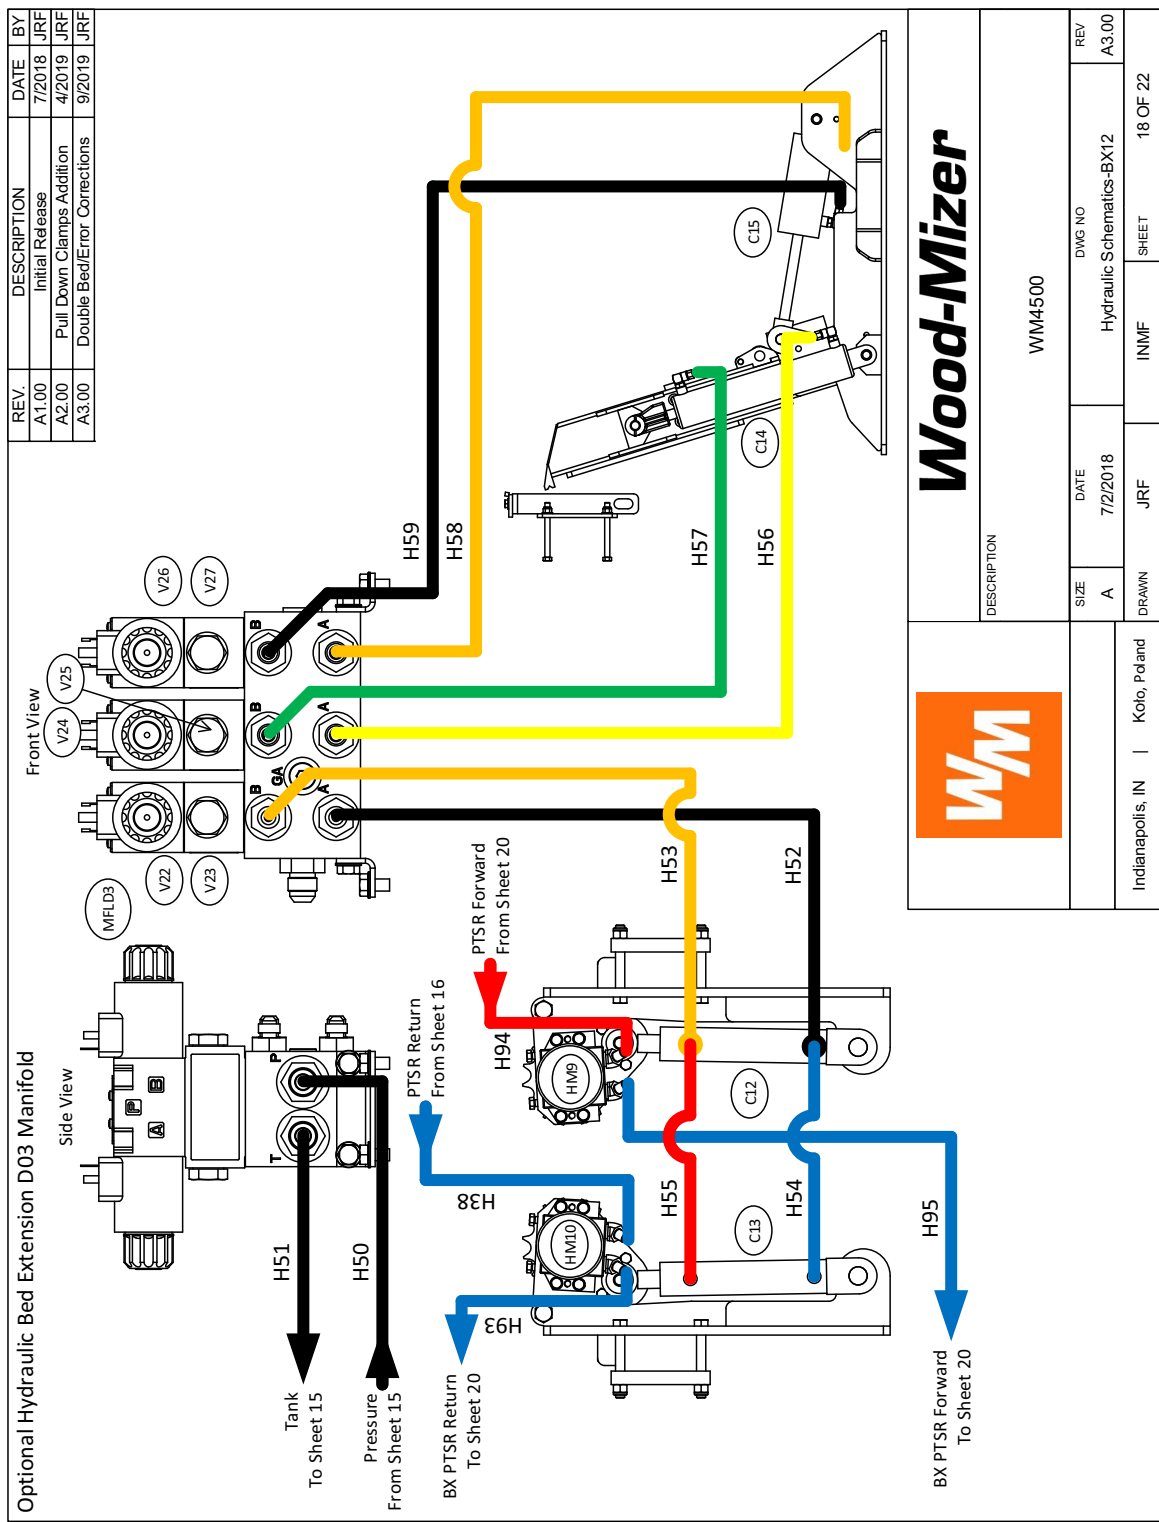 Optional Hydraulic Bed Extension D03 Manifold
REV. DESCRIPTION DATE BY
A1.00 Initial Release 7/2018 JRF
A2.00 Pull Down Clamps Addition 4/2019 JRF
A3.00 Double Bed/Error Corrections 9/2019 JRF
Side View
Front View
MFLD3
V22
V23
V24
V25
V26
V27
A
P
B
T
P
B
A
GA
B
A
B
A
H51
H50
Tank
To Sheet 15
Pressure
From Sheet 15
PTSR Return
From Sheet 16
PTSR Forward
From Sheet 20
H59
H58
H57
H56
H53
H52
H94
H38
H93
H55
H54
H95
HM9
HM10
C12
C13
C14
C15
BX PTSR Return
To Sheet 20
BX PTSR Forward
To Sheet 20
WM
Wood-Mizer
DESCRIPTION
WM4500
SIZE DATE DWG NO REV
A 7/2/2018 Hydraulic Schematics-BX12 A3.00
DRAWN JRF INMF SHEET 18 OF 22
Indianapolis, IN | Koło, Poland